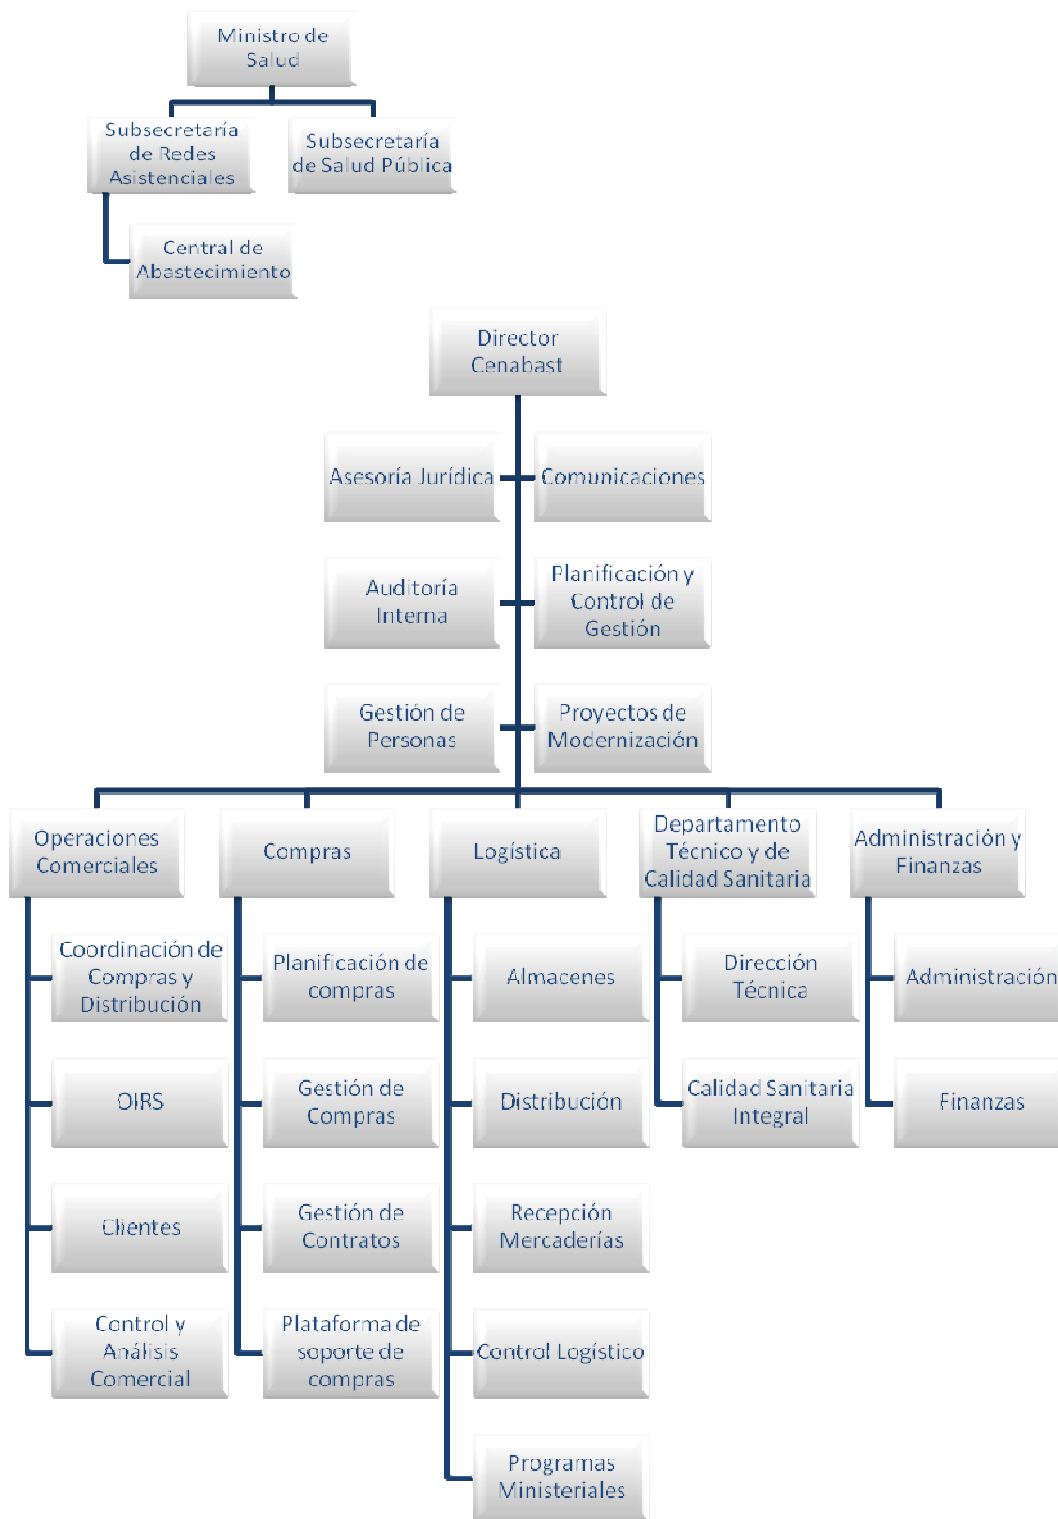 Ministro de
Salud
Subsecretaría
de Redes
Asistenciales
Subsecretaría
de Salud Pública
Central de
Abastecimiento
Director
Cenabast
Asesoría Jurídica
Comunicaciones
Auditoría
Interna
Planificación y
Control de
Gestión
Gestión de
Personas
Proyectos de
Modernización
Operaciones
Comerciales
Compras
Logística
Departamento
Técnico y de
Calidad Sanitaria
Administración y
Finanzas
Coordinación de
Compras y
Distribución
Planificación de
compras
Almacenes
Dirección
Técnica
Administración
OIRS
Gestión de
Compras
Distribución
Calidad Sanitaria
Integral
Finanzas
Clientes
Gestión de
Contratos
Recepción
Mercaderías
Control y
Análisis
Comercial
Plataforma de
soporte de
compras
Control Logístico
Programas
Ministeriales